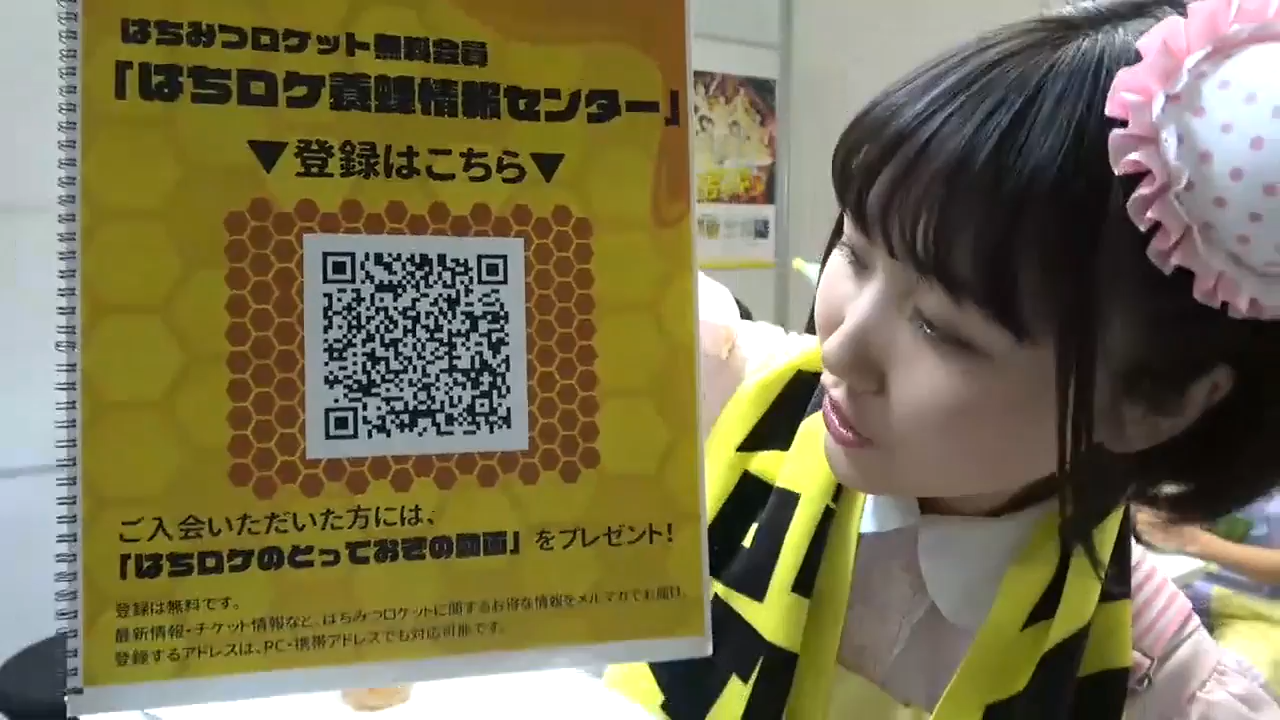 はちみつロケット無料会員
「はちロケ養蜂情報センター」
▼登録はこちら▼
ご入会いただいた方には、
「はちロケのとっておきの動画」をプレゼント!
登録は無料です。
最新情報・チケット情報など、はちみつロケットに関するお得な情報をメルマガでお届け。
登録するアドレスは、PC・携帯アドレスでも対応可能です。